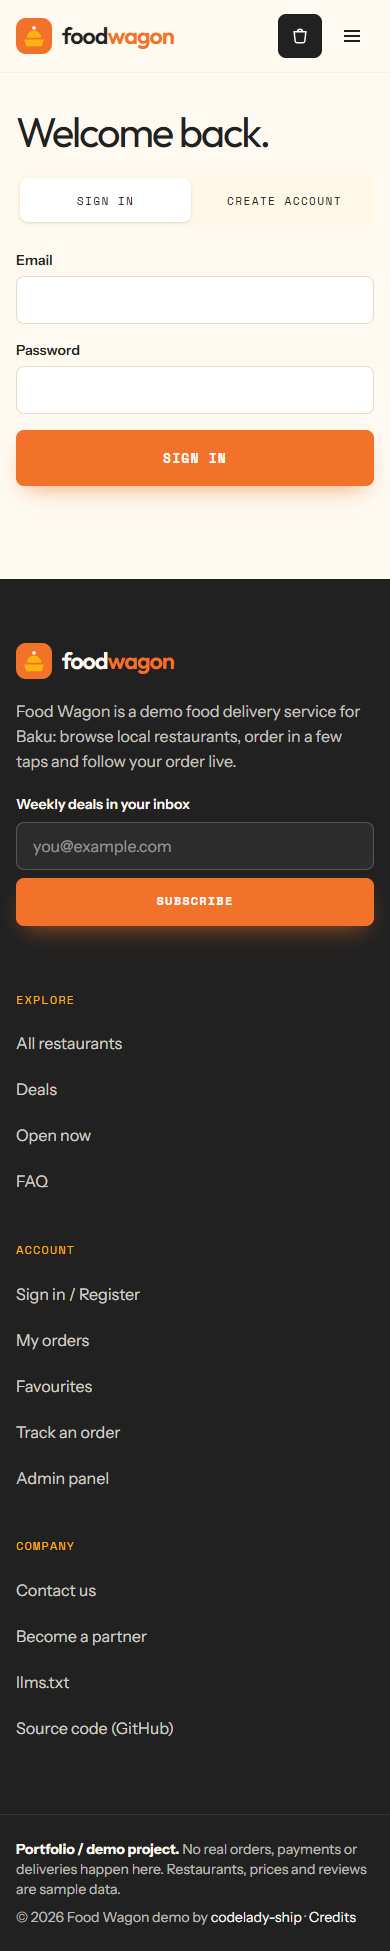 foodwagon
Welcome back.
SIGN IN
CREATE ACCOUNT
Email
Password
SIGN IN
foodwagon
Food Wagon is a demo food delivery service for
Baku: browse local restaurants, order in a few
taps and follow your order live.
Weekly deals in your inbox
you@example.com
SUBSCRIBE
EXPLORE
All restaurants
Deals
Open now
FAQ
ACCOUNT
Sign in / Register
My orders
Favourites
Track an order
Admin panel
COMPANY
Contact us
Become a partner
llms.txt
Source code (GitHub)
Portfolio / demo project. No real orders, payments or
deliveries happen here. Restaurants, prices and reviews
are sample data.
© 2026 Food Wagon demo by codelady-ship · Credits